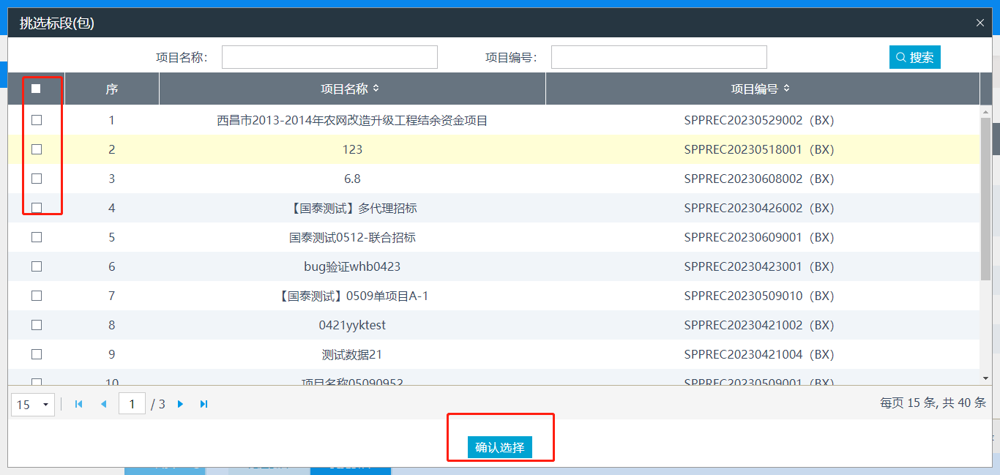 挑选标段(包)
项目名称： 项目编号： 搜索
序 项目名称 项目编号
1 西昌市2013-2014年农网改造升级工程结余资金项目 SPPREC20230529002（BX）
2 123 SPPREC20230518001（BX）
3 6.8 SPPREC20230608002（BX）
4 【国泰测试】多代理招标 SPPREC20230426002（BX）
5 国泰测试0512-联合招标 SPPREC20230609001（BX）
6 bug验证whb0423 SPPREC20230423001（BX）
7 【国泰测试】0509单项目A-1 SPPREC20230509010（BX）
8 0421yyktest SPPREC20230421002（BX）
9 测试数据21 SPPREC20230421004（BX）
10 项目名称05090952 SPPREC20230509001（BX）
15 1 / 3 每页 15 条, 共 40 条
确认选择